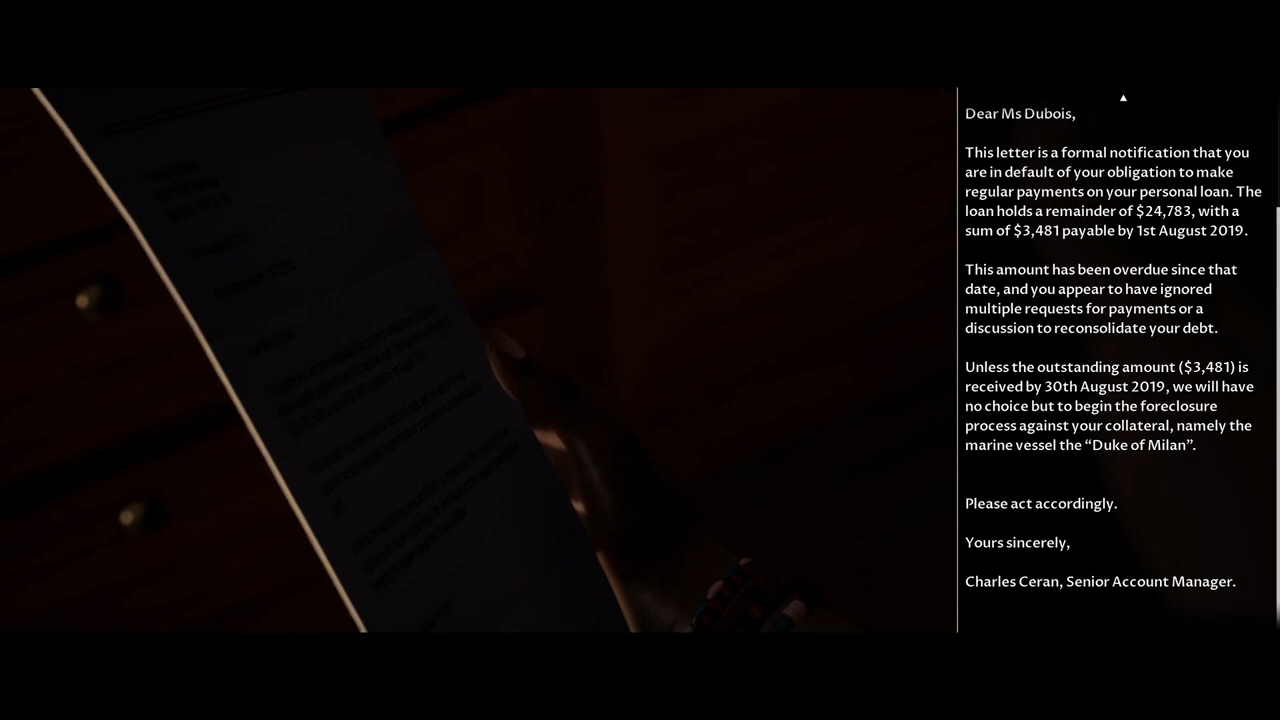 Dear Ms Dubois,
This letter is a formal notification that you
are in default of your obligation to make
regular payments on your personal loan. The
loan holds a remainder of $24,783, with a
sum of $3,481 payable by 1st August 2019.
This amount has been overdue since that
date, and you appear to have ignored
multiple requests for payments or a
discussion to reconsolidate your debt.
Unless the outstanding amount ($3,481) is
received by 30th August 2019, we will have
no choice but to begin the foreclosure
process against your collateral, namely the
marine vessel the “Duke of Milan”.
Please act accordingly.
Yours sincerely,
Charles Ceran, Senior Account Manager.